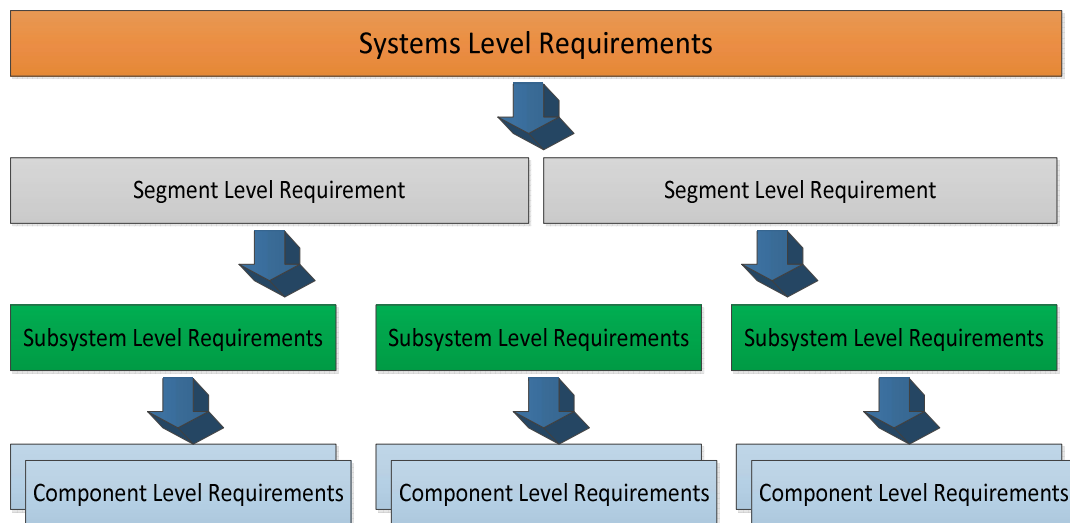 Systems Level Requirements
Segment Level Requirement
Segment Level Requirement
Subsystem Level Requirements
Subsystem Level Requirements
Subsystem Level Requirements
Component Level Requirements
Component Level Requirements
Component Level Requirements